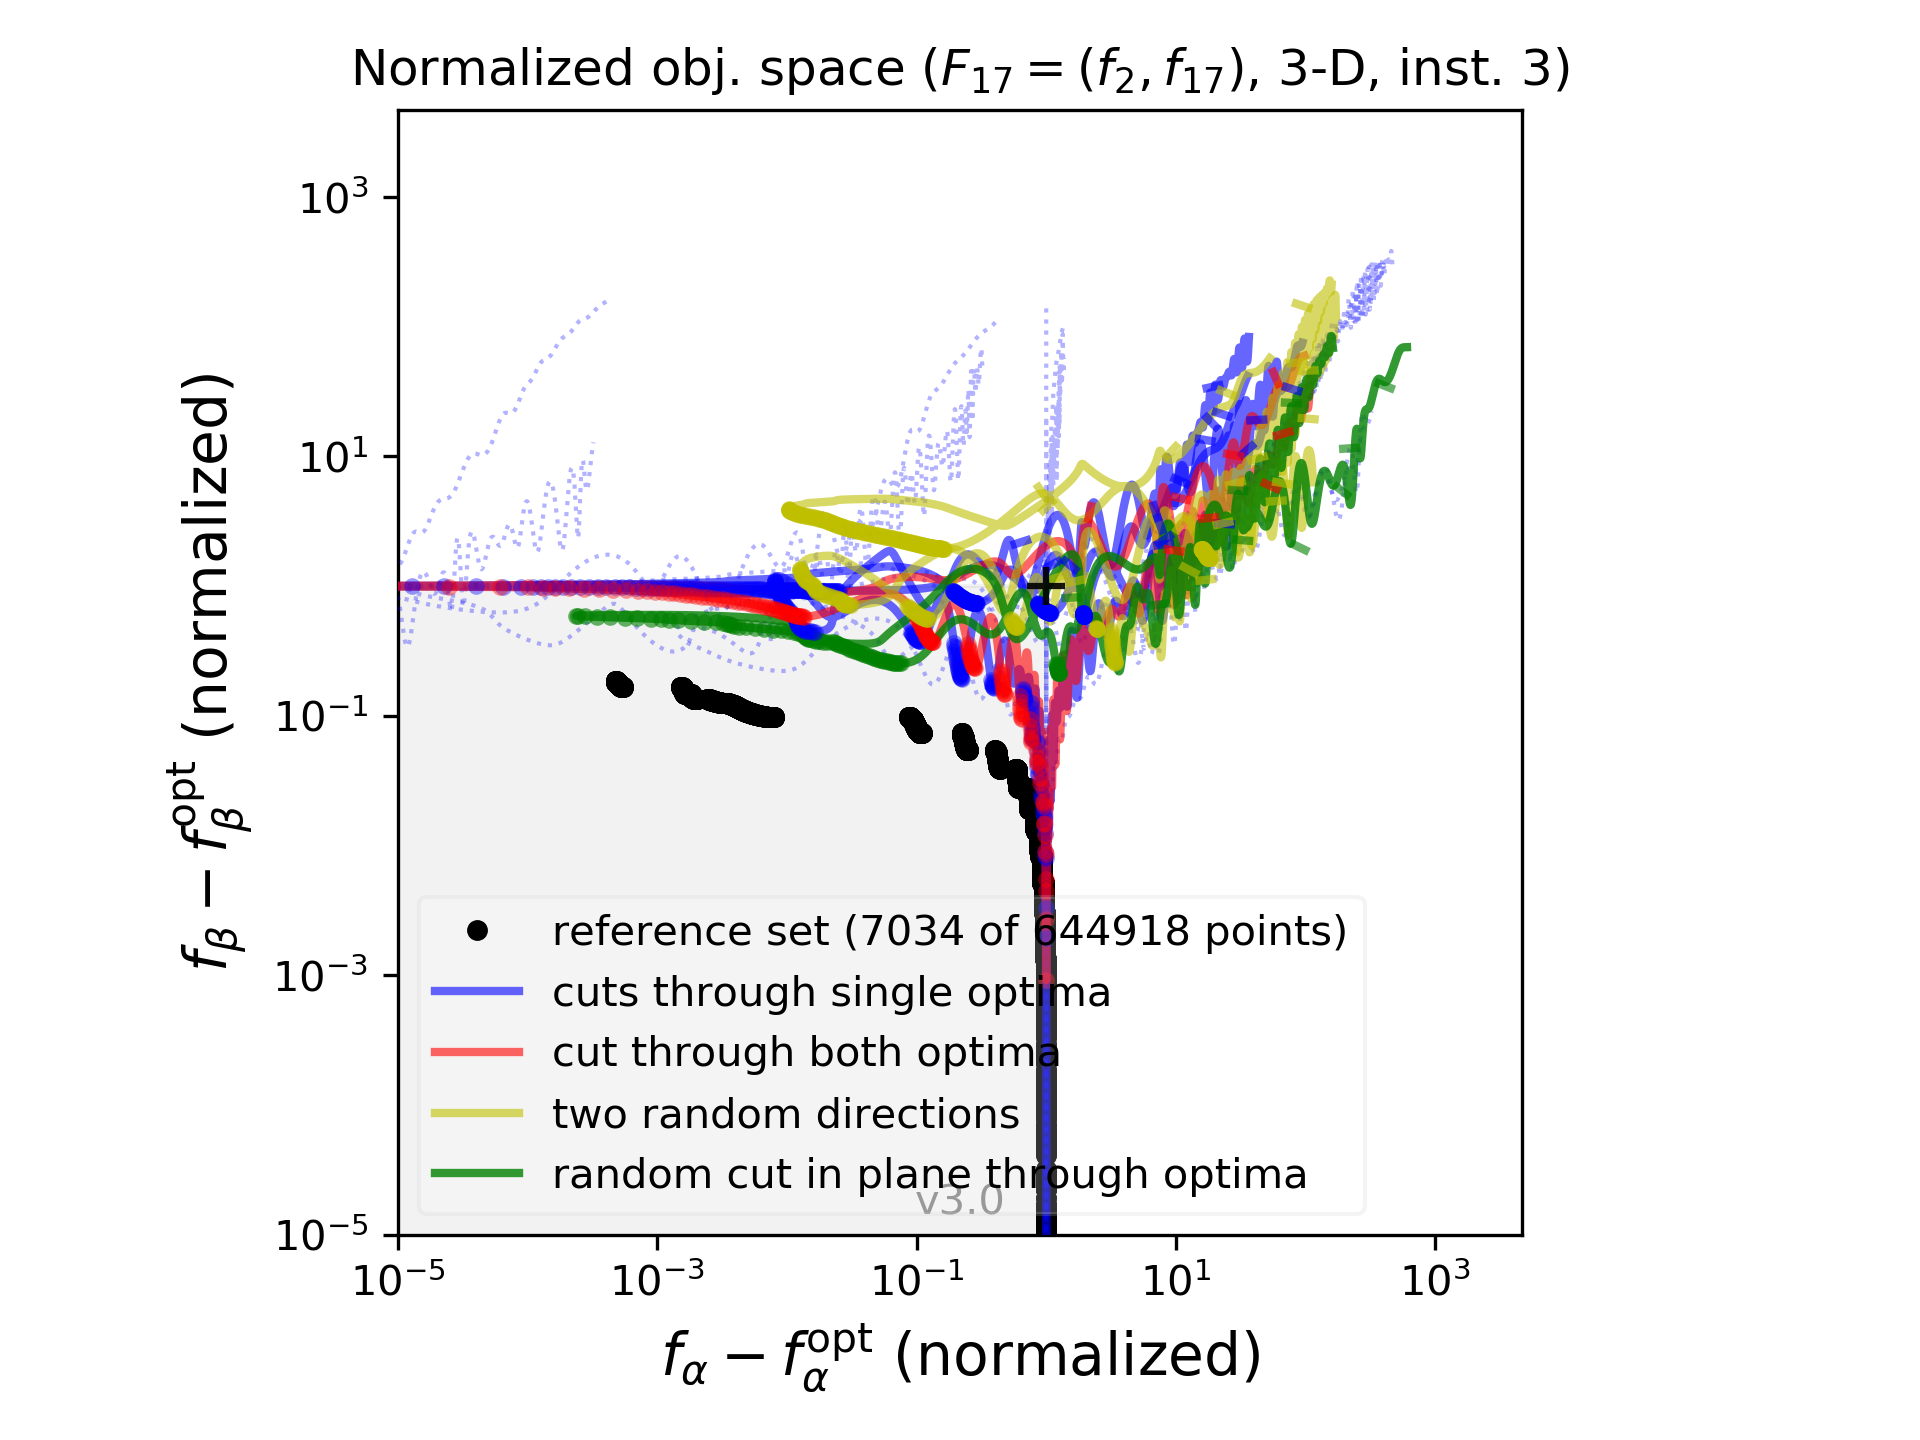 Normalized obj. space (F₁₇ = (f₂, f₁₇), 3-D, inst. 3)
10³
10¹
10⁻¹
10⁻³
10⁻⁵
f_β − f_β^opt (normalized)
reference set (7034 of 644918 points)
cuts through single optima
cut through both optima
two random directions
random cut in plane through optima
v3.0
10⁻⁵ 10⁻³ 10⁻¹ 10¹ 10³
f_α − f_α^opt (normalized)